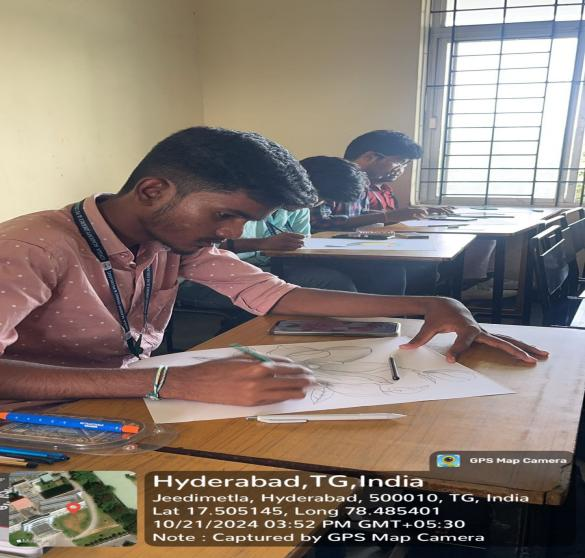 GPS Map Camera
Hyderabad,TG,India
Jeedimetla, Hyderabad, 500010, TG, India
Lat 17.505145, Long 78.485401
10/21/2024 03:52 PM GMT+05:30
Note : Captured by GPS Map Camera